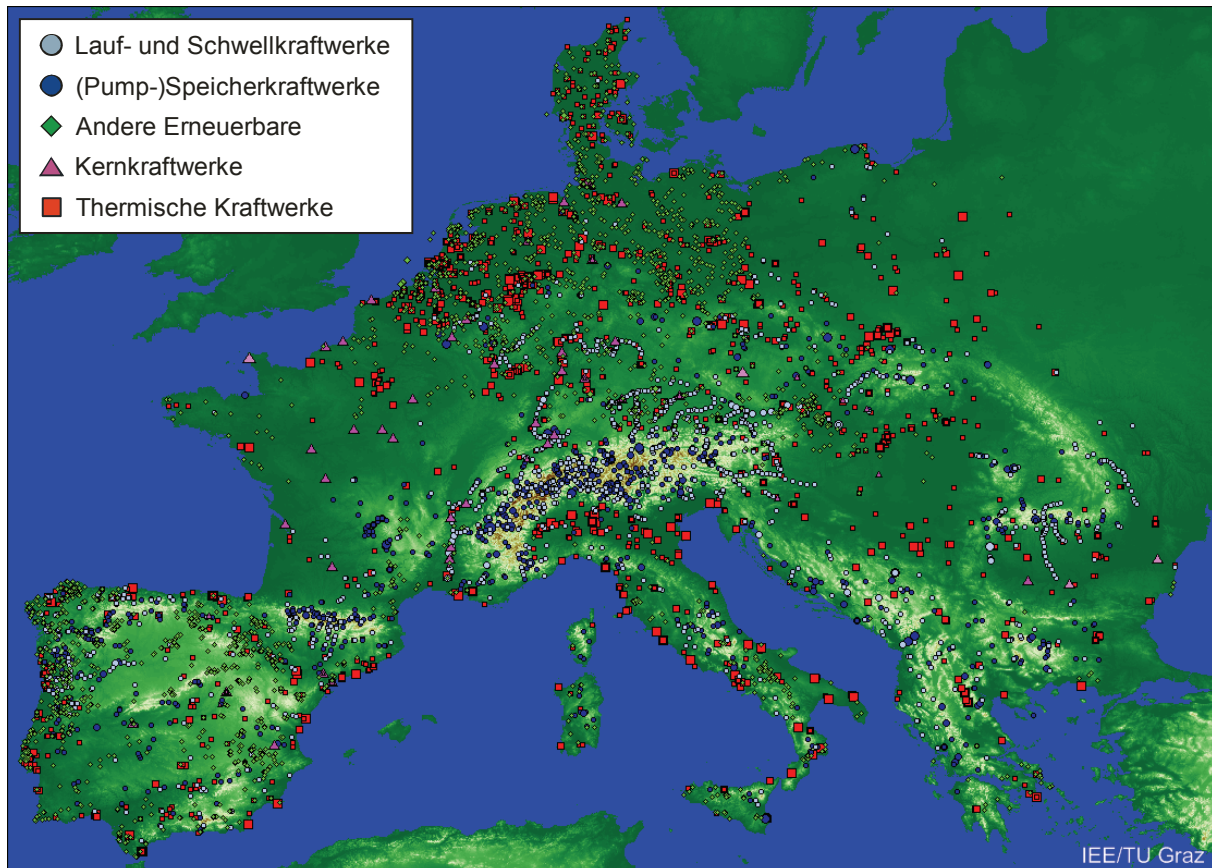 Lauf- und Schwellkraftwerke
(Pump-)Speicherkraftwerke
Andere Erneuerbare
Kernkraftwerke
Thermische Kraftwerke
IEE/TU Graz